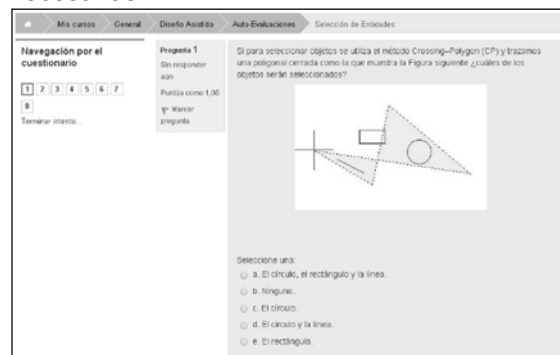 Mis cursos General Diseño Asistido Auto-Evaluaciones Selección de Entidades
Navegación por el
cuestionario
1 2 3 4 5 6 7
8
Terminar intento...
Pregunta 1
Sin responder
aún
Puntúa como 1,00
Marcar
pregunta
Si para seleccionar objetos se utiliza el método Crossing-Polygon (CP) y trazamos
una poligonal cerrada como la que muestra la Figura siguiente ¿cuáles de los
objetos serán seleccionados?
Seleccione una:
a. El círculo, el rectángulo y la línea.
b. Ninguno.
c. El círculo.
d. El círculo y la línea.
e. El rectángulo.